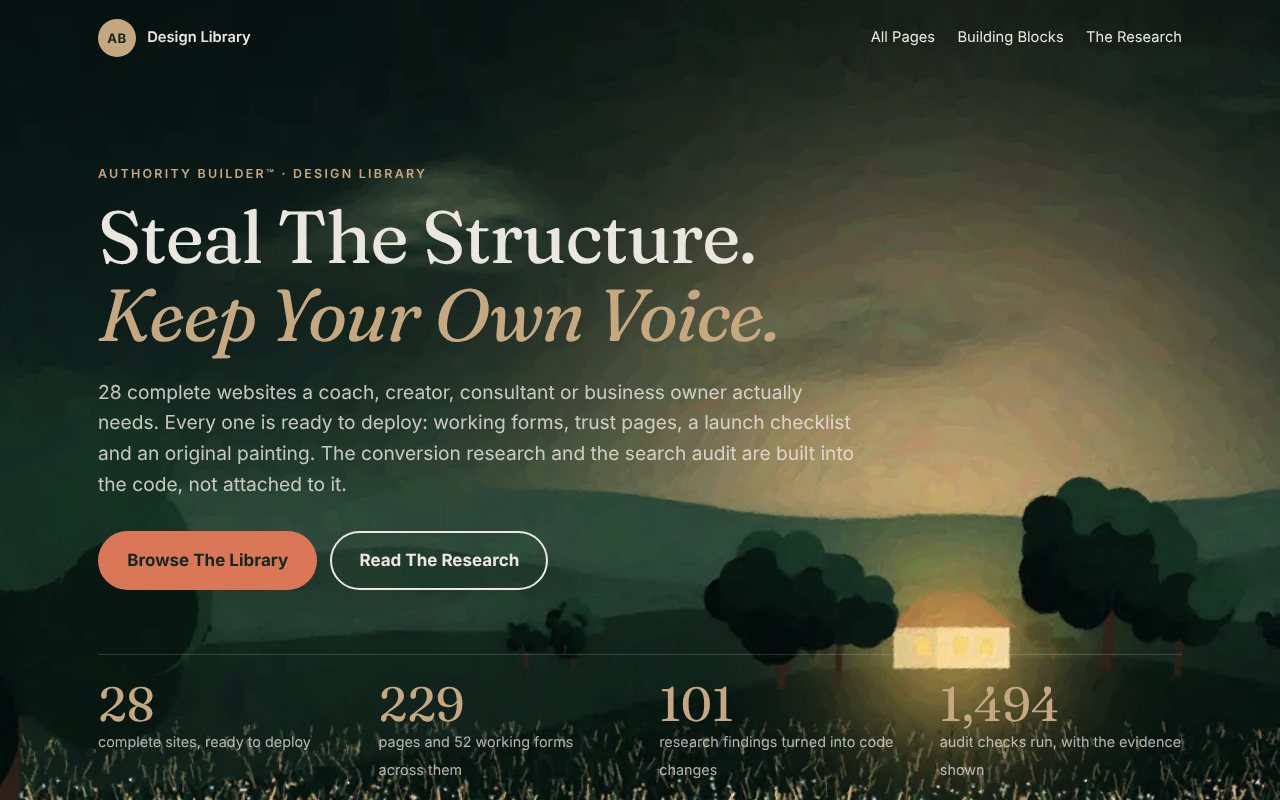 AB
Design Library
All Pages
Building Blocks
The Research
AUTHORITY BUILDER™ · DESIGN LIBRARY
Steal The Structure.
Keep Your Own Voice.
28 complete websites a coach, creator, consultant or business owner actually
needs. Every one is ready to deploy: working forms, trust pages, a launch checklist
and an original painting. The conversion research and the search audit are built into
the code, not attached to it.
Browse The Library
Read The Research
28
complete sites, ready to deploy
229
pages and 52 working forms
across them
101
research findings turned into code
changes
1,494
audit checks run, with the evidence
shown